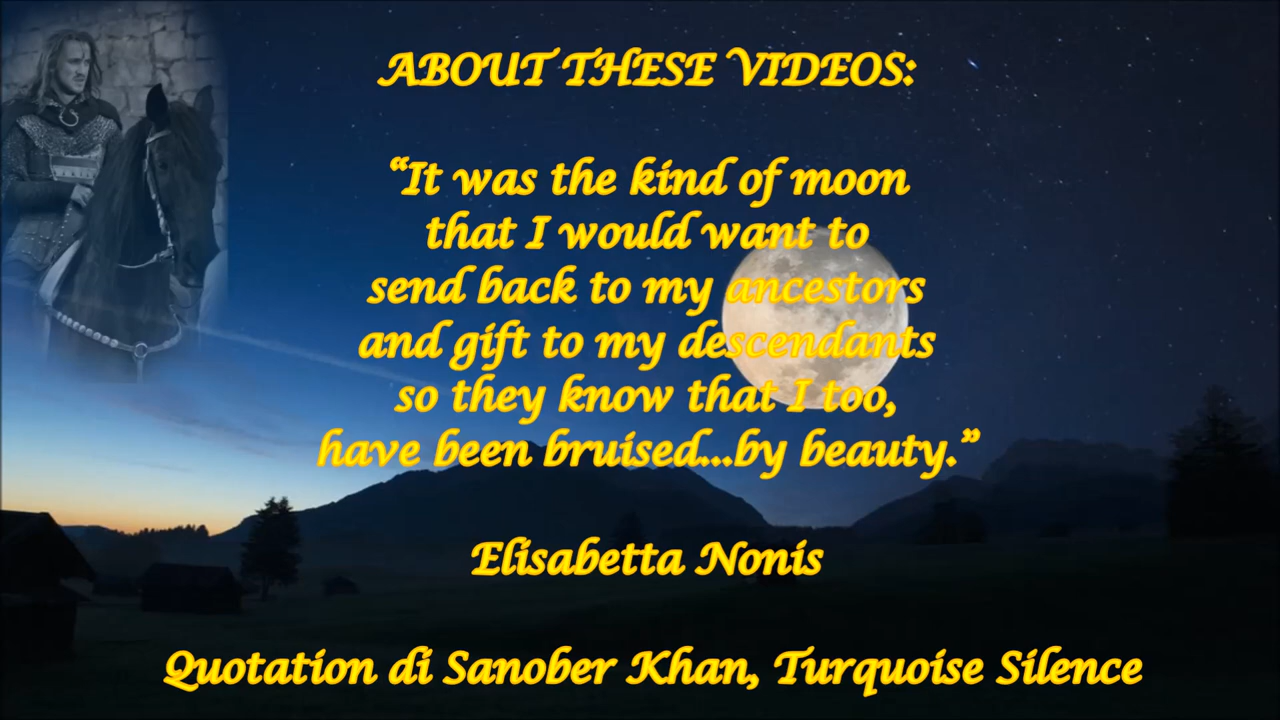 ABOUT THESE VIDEOS:
“It was the kind of moon
that I would want to
send back to my ancestors
and gift to my descendants
so they know that I too,
have been bruised...by beauty.”
Elisabetta Nonis
Quotation di Sanober Khan, Turquoise Silence